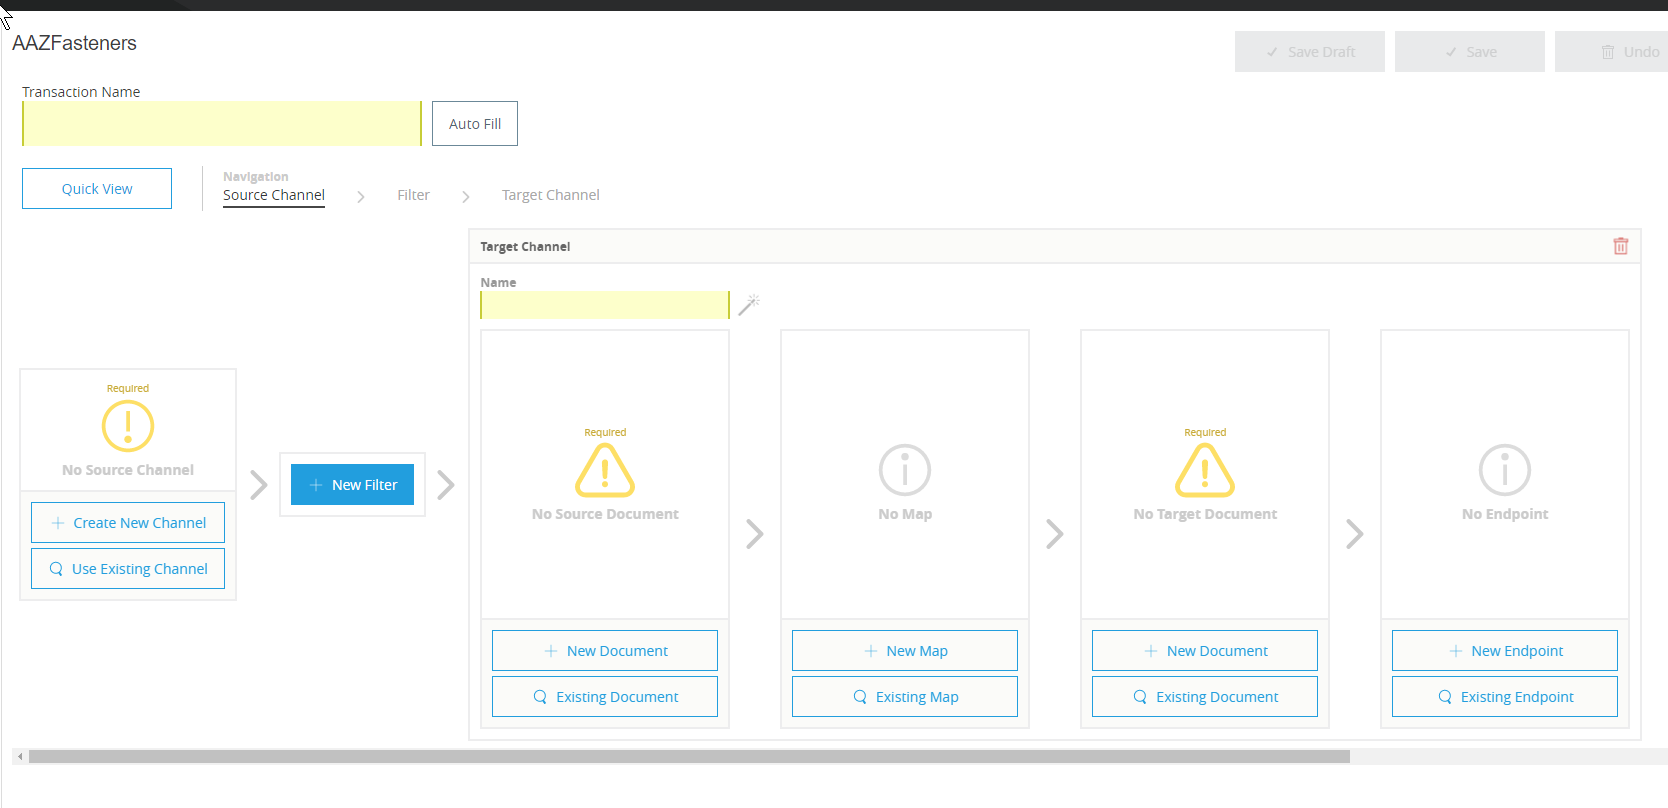 AAZFasteners
Save Draft
Save
Undo
Transaction Name
Auto Fill
Quick View
Navigation
Source Channel
Filter
Target Channel
Target Channel
Name
Required
No Source Channel
Create New Channel
Use Existing Channel
New Filter
Required
No Source Document
New Document
Existing Document
No Map
New Map
Existing Map
Required
No Target Document
New Document
Existing Document
No Endpoint
New Endpoint
Existing Endpoint